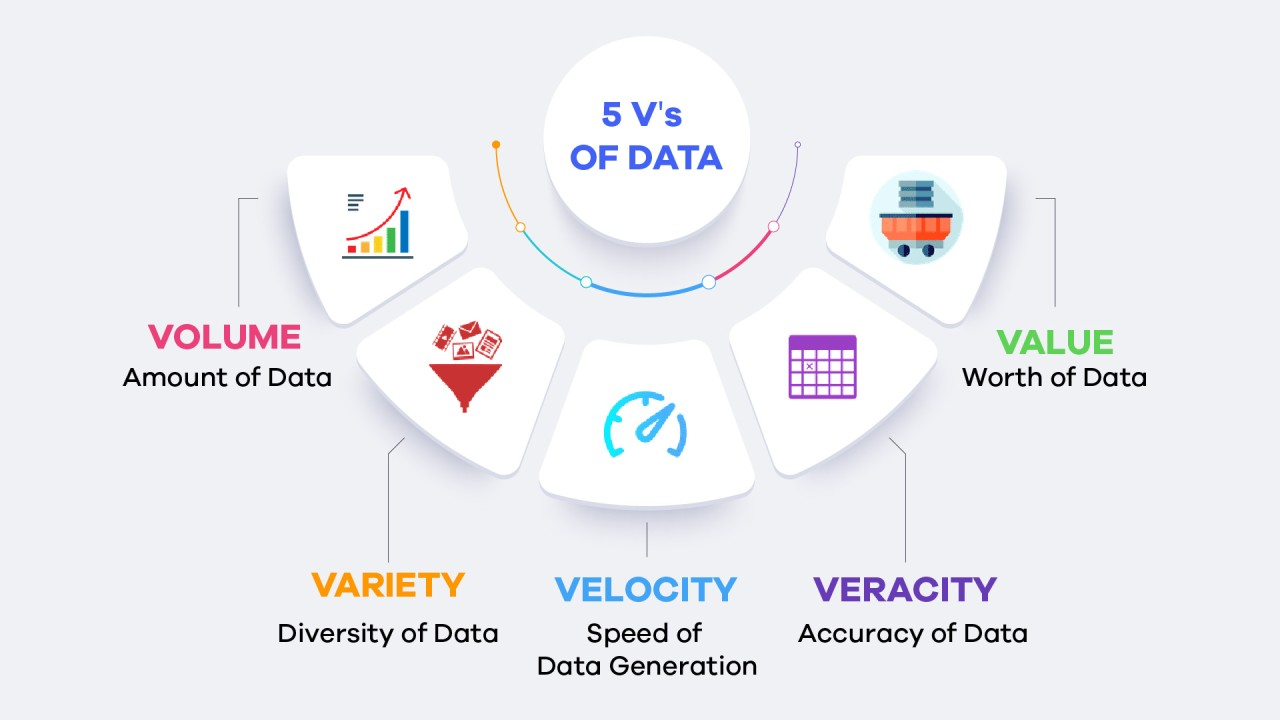 5 V's
OF DATA
VOLUME
Amount of Data
VARIETY
Diversity of Data
VELOCITY
Speed of
Data Generation
VERACITY
Accuracy of Data
VALUE
Worth of Data